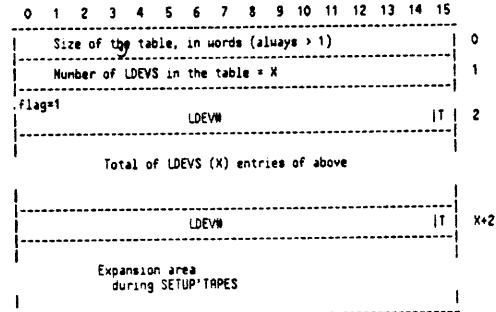 0 1 2 3 4 5 6 7 8 9 10 11 12 13 14 15
Size of the table, in words (always > 1) 0
Number of LDEVS in the table = X 1
flag=1
LDEV# |T 2
Total of LDEVS (X) entries of above
LDEV# |T X+2
Expansion area
during SETUP'TAPES